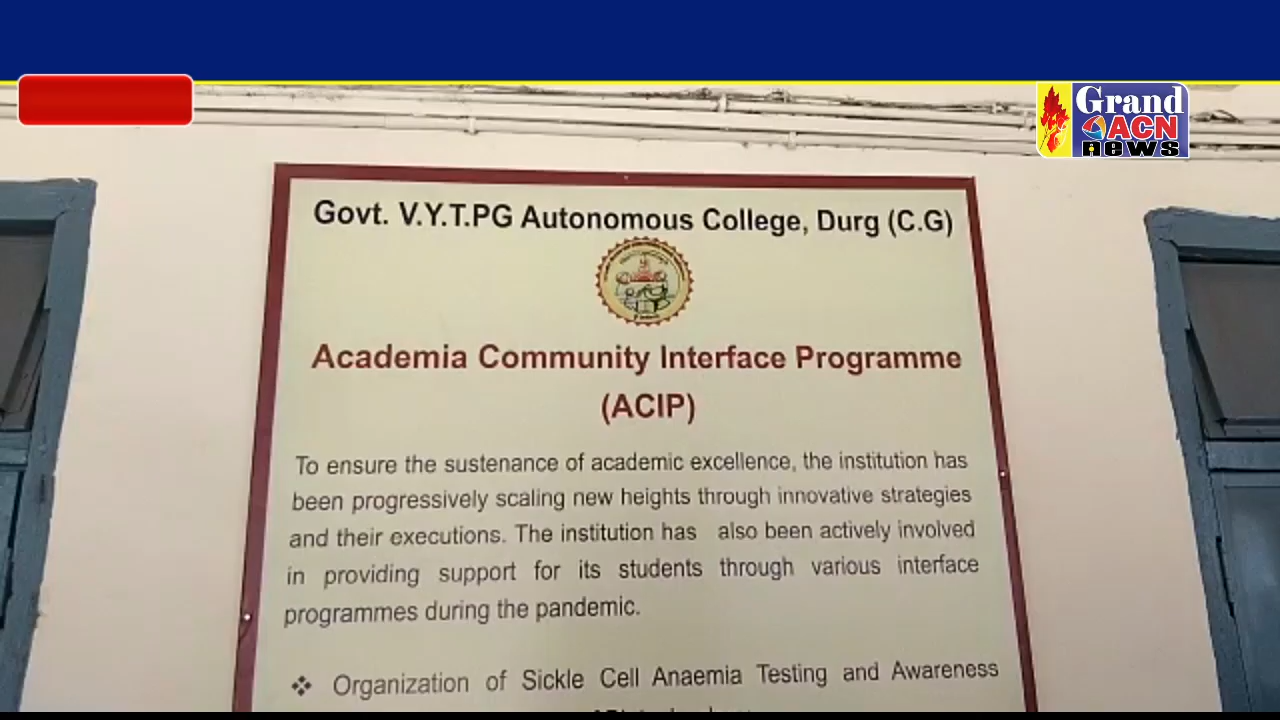 Grand
ACN
news
Govt. V.Y.T.PG Autonomous College, Durg (C.G)
Academia Community Interface Programme
(ACIP)
To ensure the sustenance of academic excellence, the institution has
been progressively scaling new heights through innovative strategies
and their executions. The institution has also been actively involved
in providing support for its students through various interface
programmes during the pandemic.
❖ Organization of Sickle Cell Anaemia Testing and Awareness